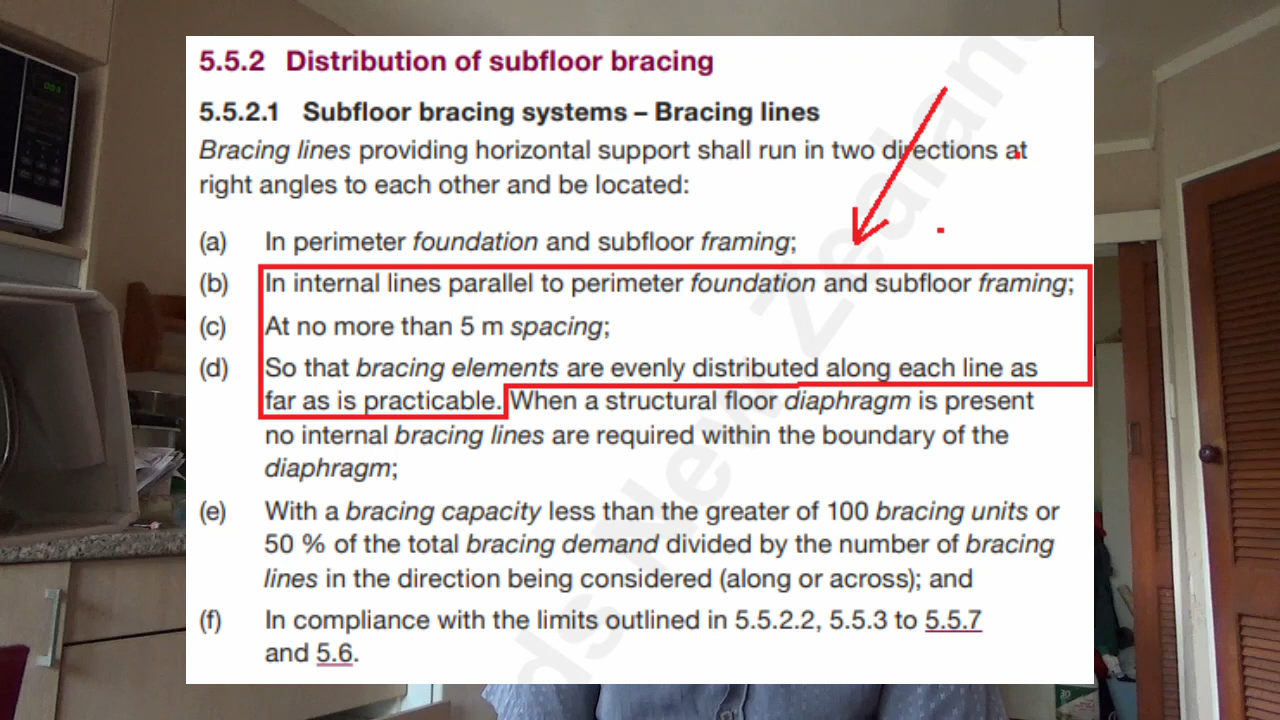 5.5.2 Distribution of subfloor bracing
5.5.2.1 Subfloor bracing systems – Bracing lines
Bracing lines providing horizontal support shall run in two directions at
right angles to each other and be located:
(a) In perimeter foundation and subfloor framing;
(b) In internal lines parallel to perimeter foundation and subfloor framing;
(c) At no more than 5 m spacing;
(d) So that bracing elements are evenly distributed along each line as
far as is practicable. When a structural floor diaphragm is present
no internal bracing lines are required within the boundary of the
diaphragm;
(e) With a bracing capacity less than the greater of 100 bracing units or
50 % of the total bracing demand divided by the number of bracing
lines in the direction being considered (along or across); and
(f) In compliance with the limits outlined in 5.5.2.2, 5.5.3 to 5.5.7
and 5.6.